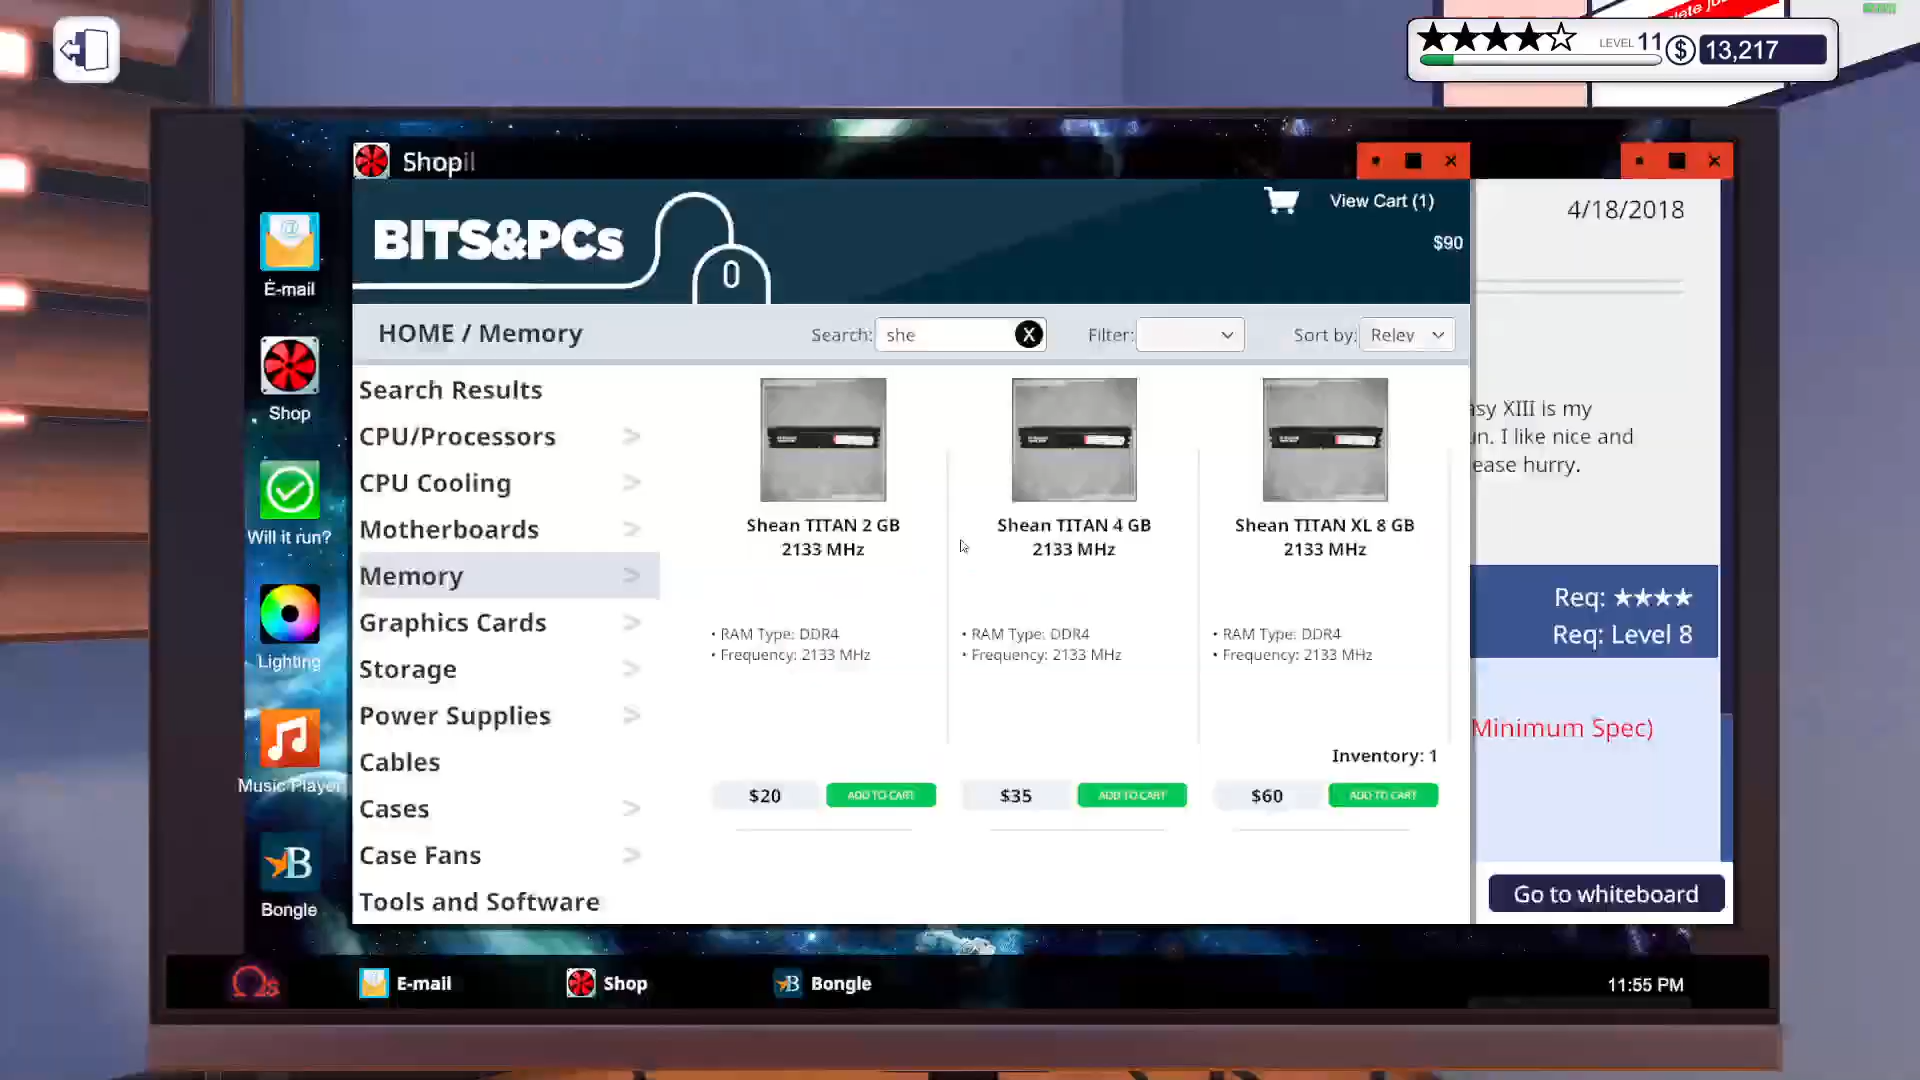 LEVEL 11
$ 13,217
Shopil
View Cart (1)
$90
BITS&PCs
4/18/2018
HOME / Memory
Search: she X
Filter:
Sort by: Relev
E-mail
Shop
Will it run?
Lighting
Music Player
Bongle
Search Results
CPU/Processors >
CPU Cooling >
Motherboards >
Memory >
Graphics Cards >
Storage >
Power Supplies >
Cables
Cases >
Case Fans >
Tools and Software
Shean TITAN 2 GB
2133 MHz
• RAM Type: DDR4
• Frequency: 2133 MHz
$20 ADD TO CART
Shean TITAN 4 GB
2133 MHz
• RAM Type: DDR4
• Frequency: 2133 MHz
$35 ADD TO CART
Shean TITAN XL 8 GB
2133 MHz
• RAM Type: DDR4
• Frequency: 2133 MHz
Inventory: 1
$60 ADD TO CART
asy XIII is my
un. I like nice and
ease hurry.
Req: ★★★★
Req: Level 8
Minimum Spec)
Go to whiteboard
Ωs
E-mail
Shop
B Bongle
11:55 PM